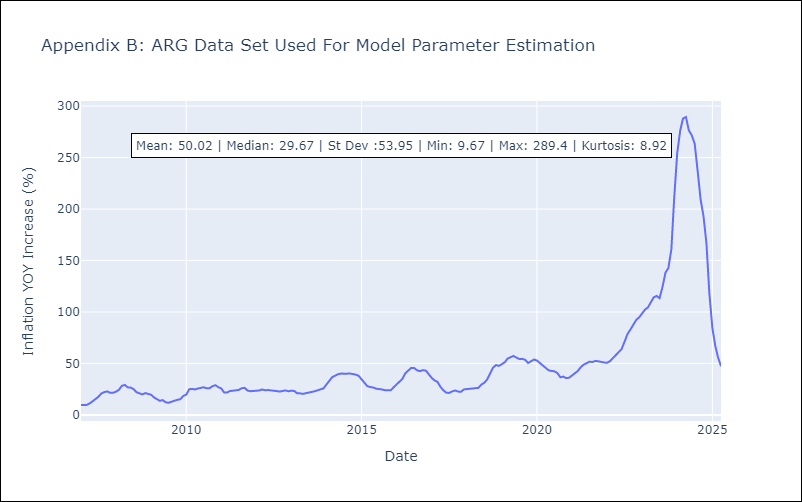 Appendix B: ARG Data Set Used For Model Parameter Estimation
300
Mean: 50.02 | Median: 29.67 | St Dev :53.95 | Min: 9.67 | Max: 289.4 | Kurtosis: 8.92
250
200
150
100
50
0
Inflation YOY Increase (%)
2010
2015
2020
2025
Date